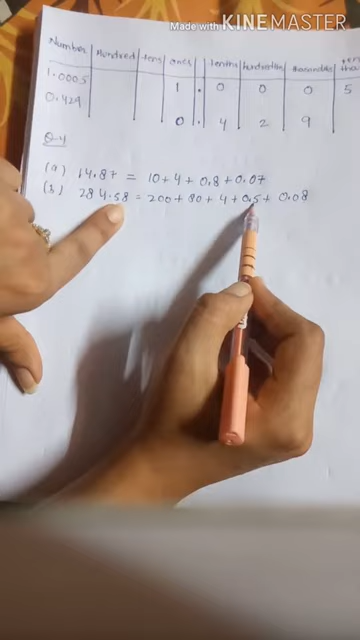 Made with KINEMASTER
Number Hundred tens ones . tenths hundredths thousandths ten
1.0005 1 . 0 0 0 5
0.429 0 . 4 2 9
Q-4
(a) 14.87 = 10+4+0.8+0.07
(b) 284.58 = 200+80+4+0.5+0.08